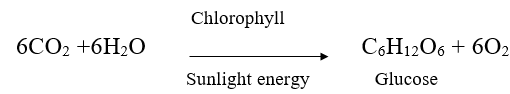 Chlorophyll
6CO₂ +6H₂O C₆H₁₂O₆ + 6O₂
Sunlight energy Glucose